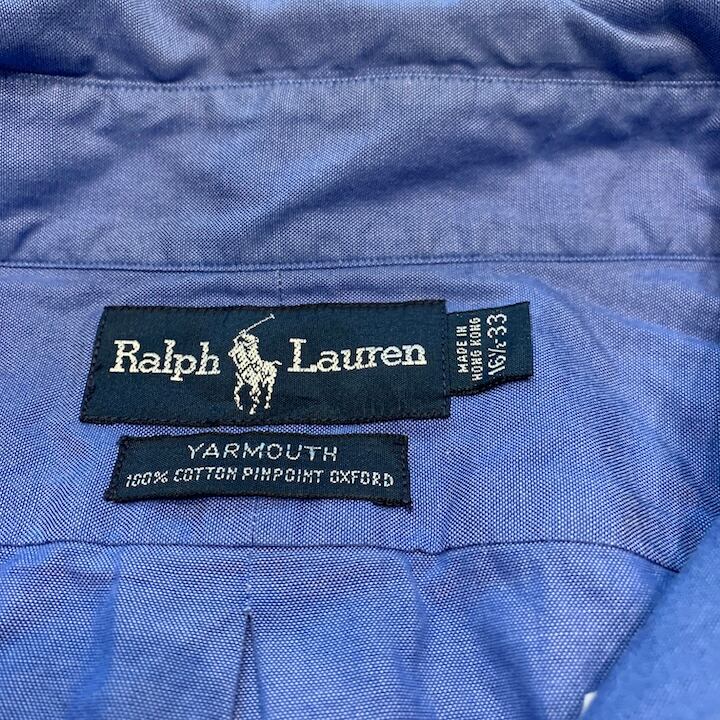 Ralph Lauren
MADE IN
HONG KONG
16½-33
YARMOUTH
100% COTTON PINPOINT OXFORD